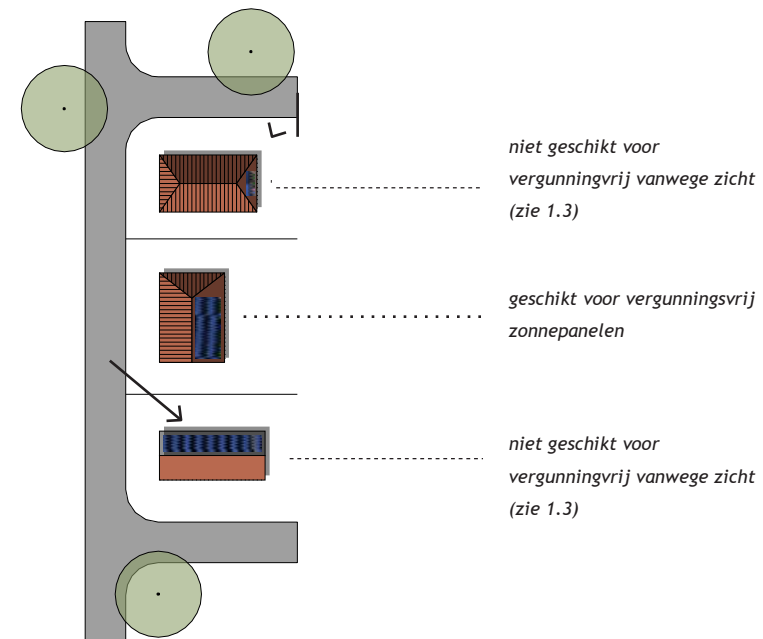 niet geschikt voor
vergunningvrij vanwege zicht
(zie 1.3)
geschikt voor vergunningsvrij
zonnepanelen
niet geschikt voor
vergunningvrij vanwege zicht
(zie 1.3)